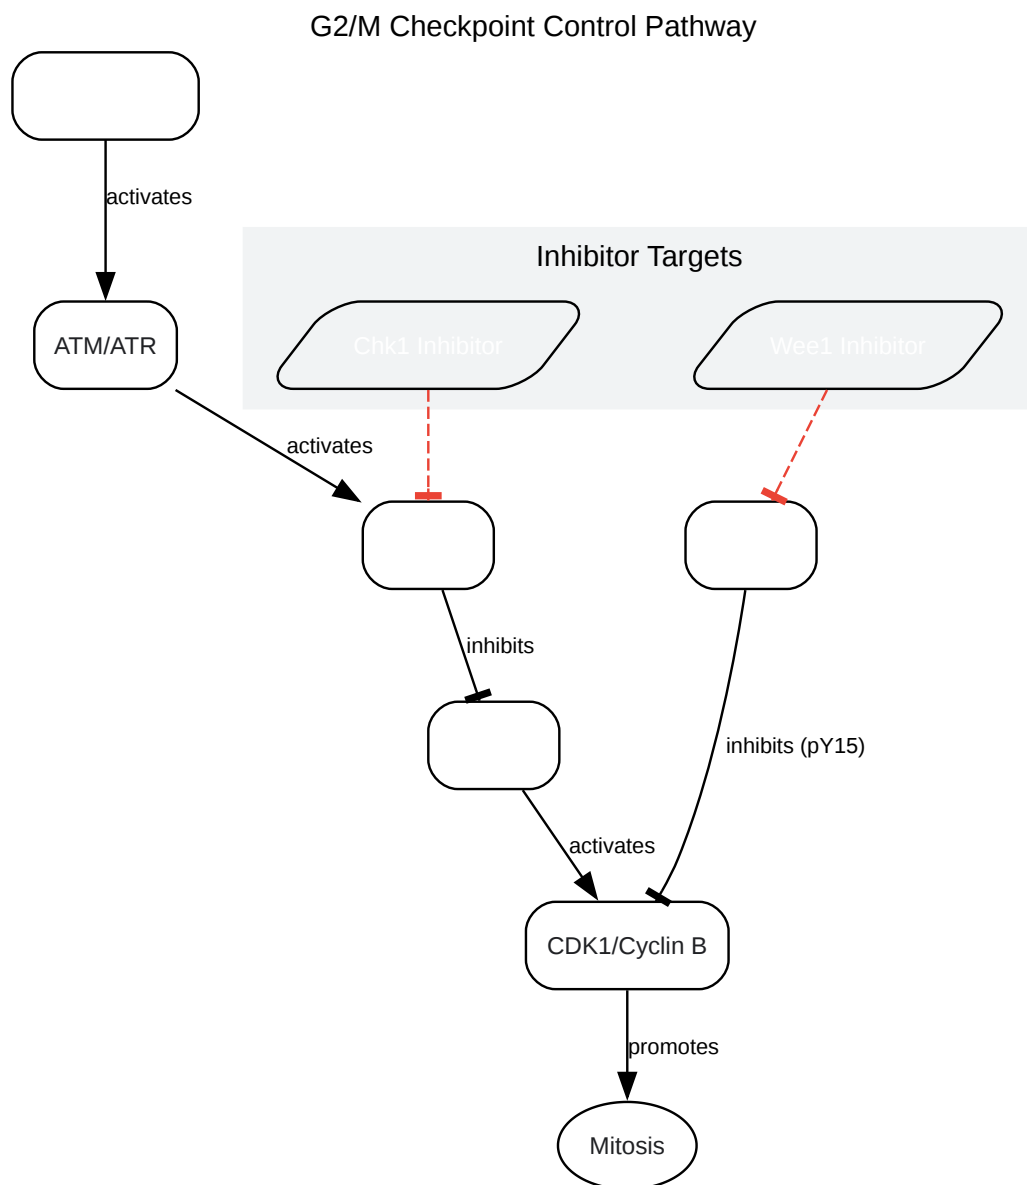 G2/M Checkpoint Control Pathway
activates
Inhibitor Targets
ATM/ATR
Chk1 Inhibitor
Wee1 Inhibitor
activates
inhibits
inhibits (pY15)
activates
CDK1/Cyclin B
promotes
Mitosis